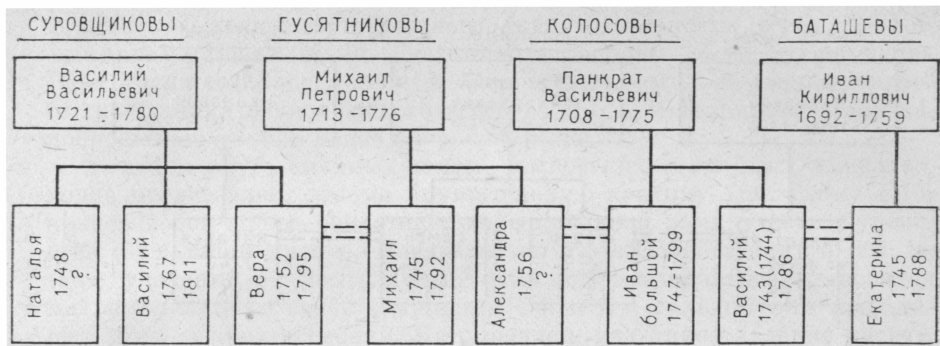 СУРОВЩИКОВЫ
ГУСЯТНИКОВЫ
КОЛОСОВЫ
БАТАШЕВЫ
Василий
Васильевич
1721-1780
Михаил
Петрович
1713-1776
Панкрат
Васильевич
1708-1775
Иван
Кириллович
1692-1759
Наталья
1748
?
Василий
1767
1811
Вера
1752
1795
Михаил
1745
1792
Александра
1756
?
Иван
большой
1747-1799
Василий
1743(1744)
1786
Екатерина
1745
1788